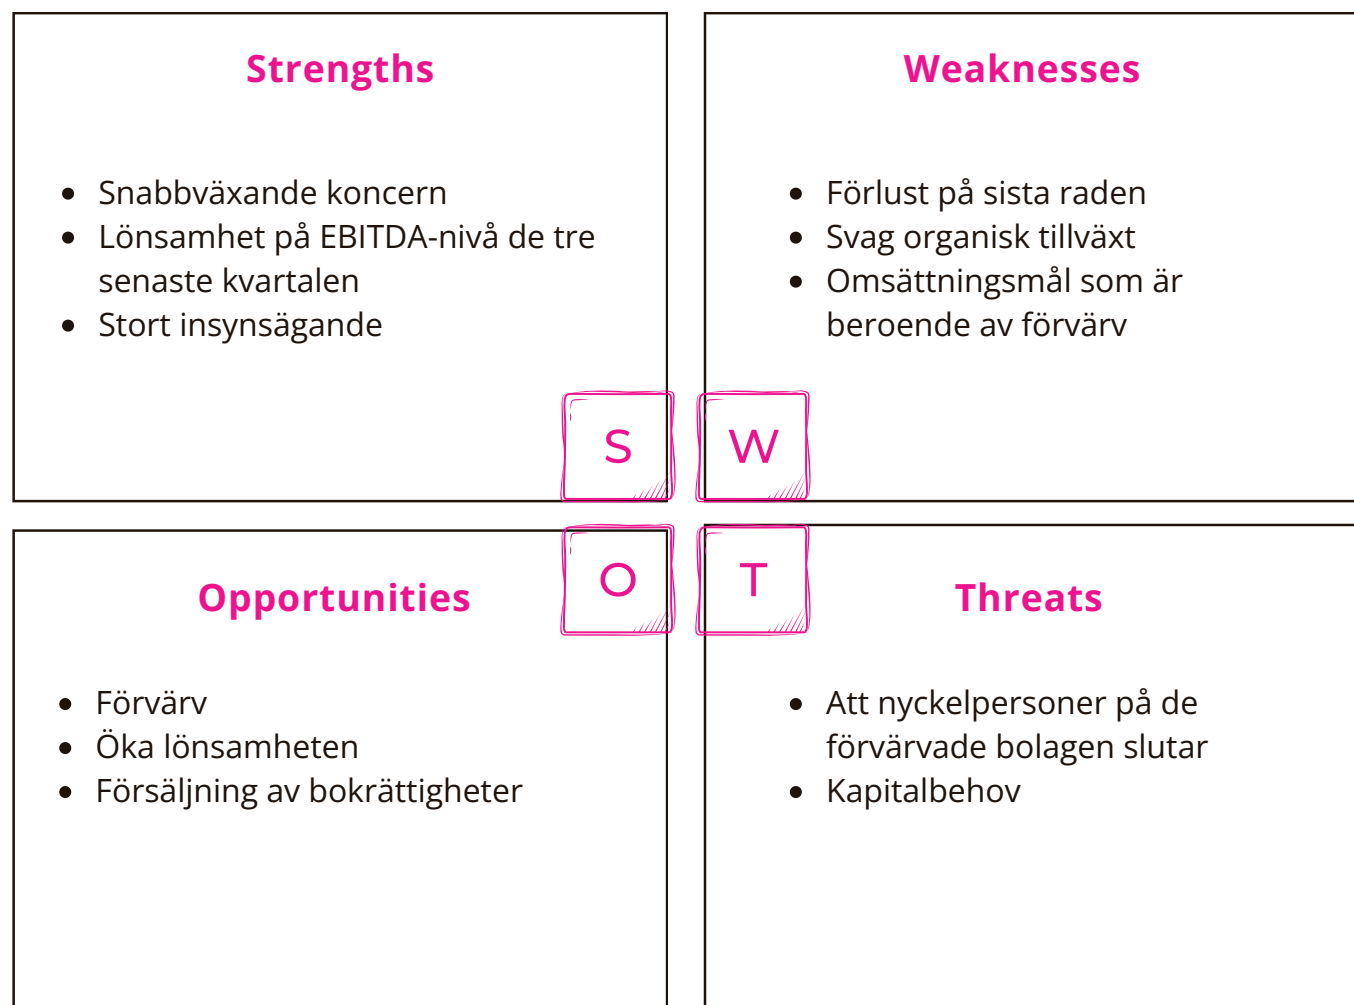 Strengths
Snabbväxande koncern
Lönsamhet på EBITDA-nivå de tre
senaste kvartalen
Stort insynsägande
Weaknesses
Förlust på sista raden
Svag organisk tillväxt
Omsättningsmål som är
beroende av förvärv
S
W
O
T
Opportunities
Förvärv
Öka lönsamheten
Försäljning av bokrättigheter
Threats
Att nyckelpersoner på de
förvärvade bolagen slutar
Kapitalbehov